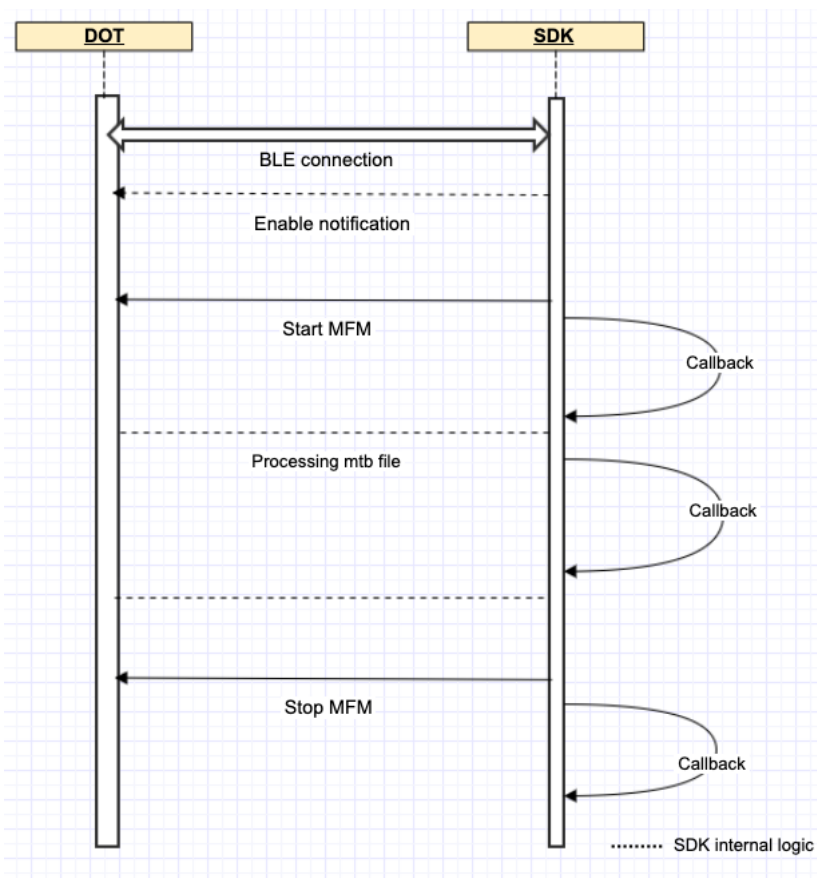 DOT
SDK
BLE connection
Enable notification
Start MFM
Callback
Processing mtb file
Callback
Stop MFM
Callback
SDK internal logic